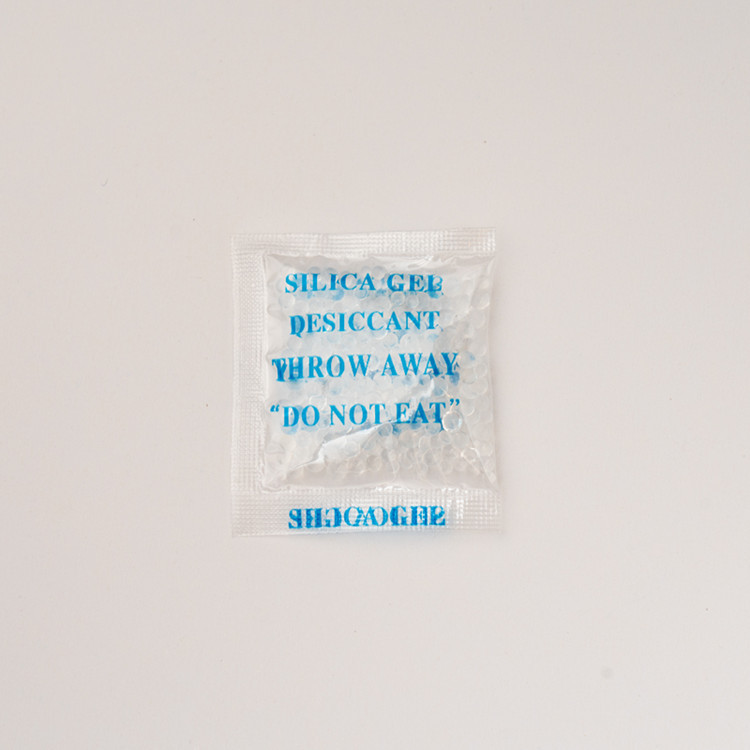 SILICA GEL
DESICCANT
THROW AWAY
“DO NOT EAT”